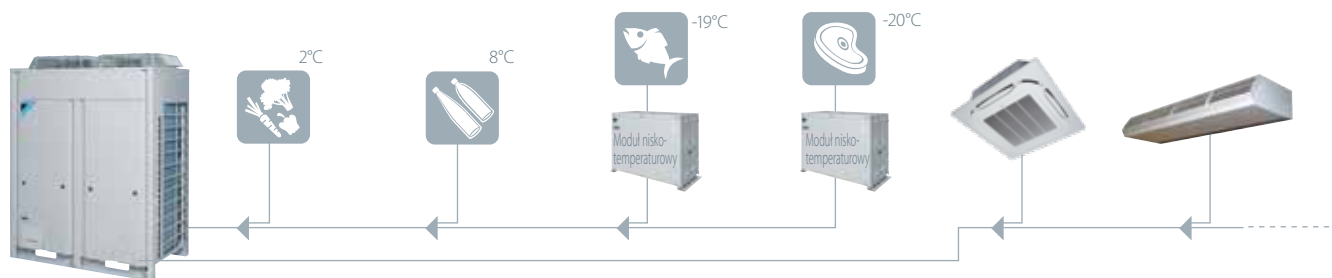 2°C
8°C
-19°C
-20°C
Moduł nisko-
temperaturowy
Moduł nisko-
temperaturowy